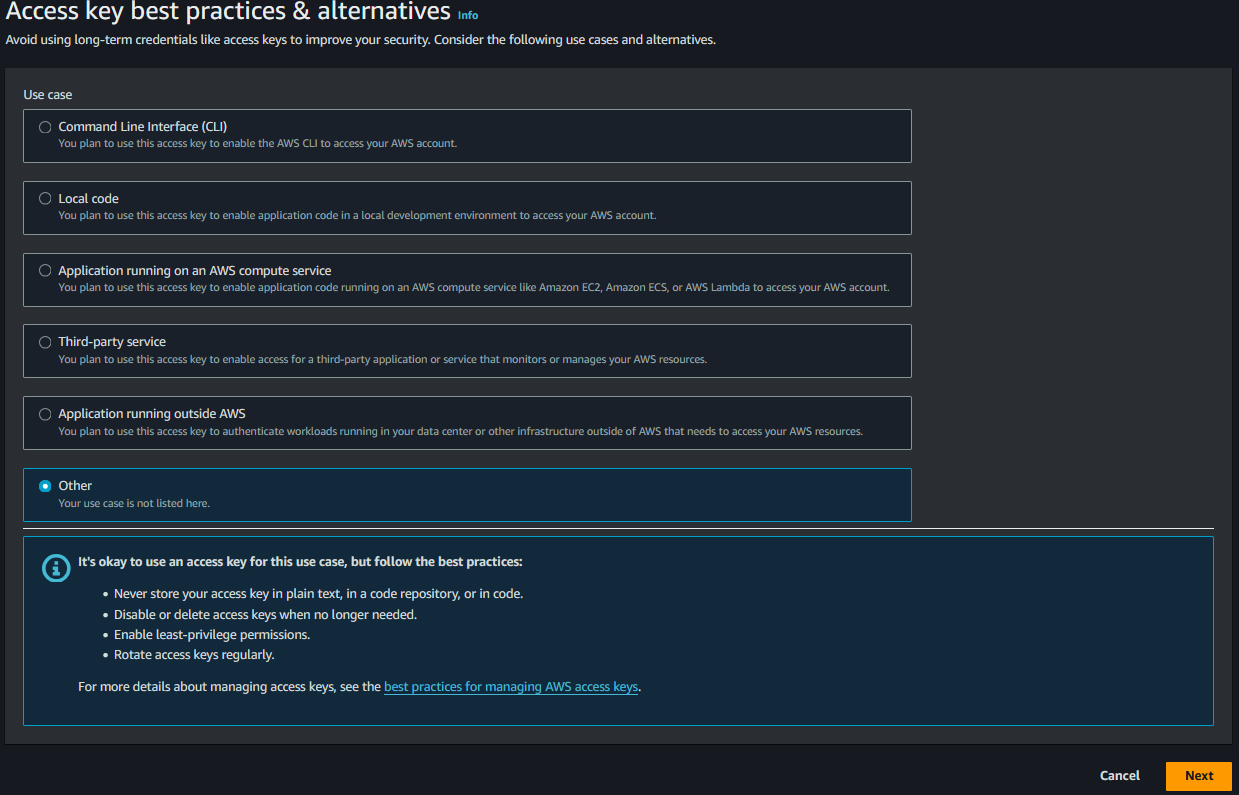 Access key best practices & alternatives Info
Avoid using long-term credentials like access keys to improve your security. Consider the following use cases and alternatives.
Use case
Command Line Interface (CLI)
You plan to use this access key to enable the AWS CLI to access your AWS account.
Local code
You plan to use this access key to enable application code in a local development environment to access your AWS account.
Application running on an AWS compute service
You plan to use this access key to enable application code running on an AWS compute service like Amazon EC2, Amazon ECS, or AWS Lambda to access your AWS account.
Third-party service
You plan to use this access key to enable access for a third-party application or service that monitors or manages your AWS resources.
Application running outside AWS
You plan to use this access key to authenticate workloads running in your data center or other infrastructure outside of AWS that needs to access your AWS resources.
Other
Your use case is not listed here.
It's okay to use an access key for this use case, but follow the best practices:
• Never store your access key in plain text, in a code repository, or in code.
• Disable or delete access keys when no longer needed.
• Enable least-privilege permissions.
• Rotate access keys regularly.
For more details about managing access keys, see the best practices for managing AWS access keys.
Cancel Next